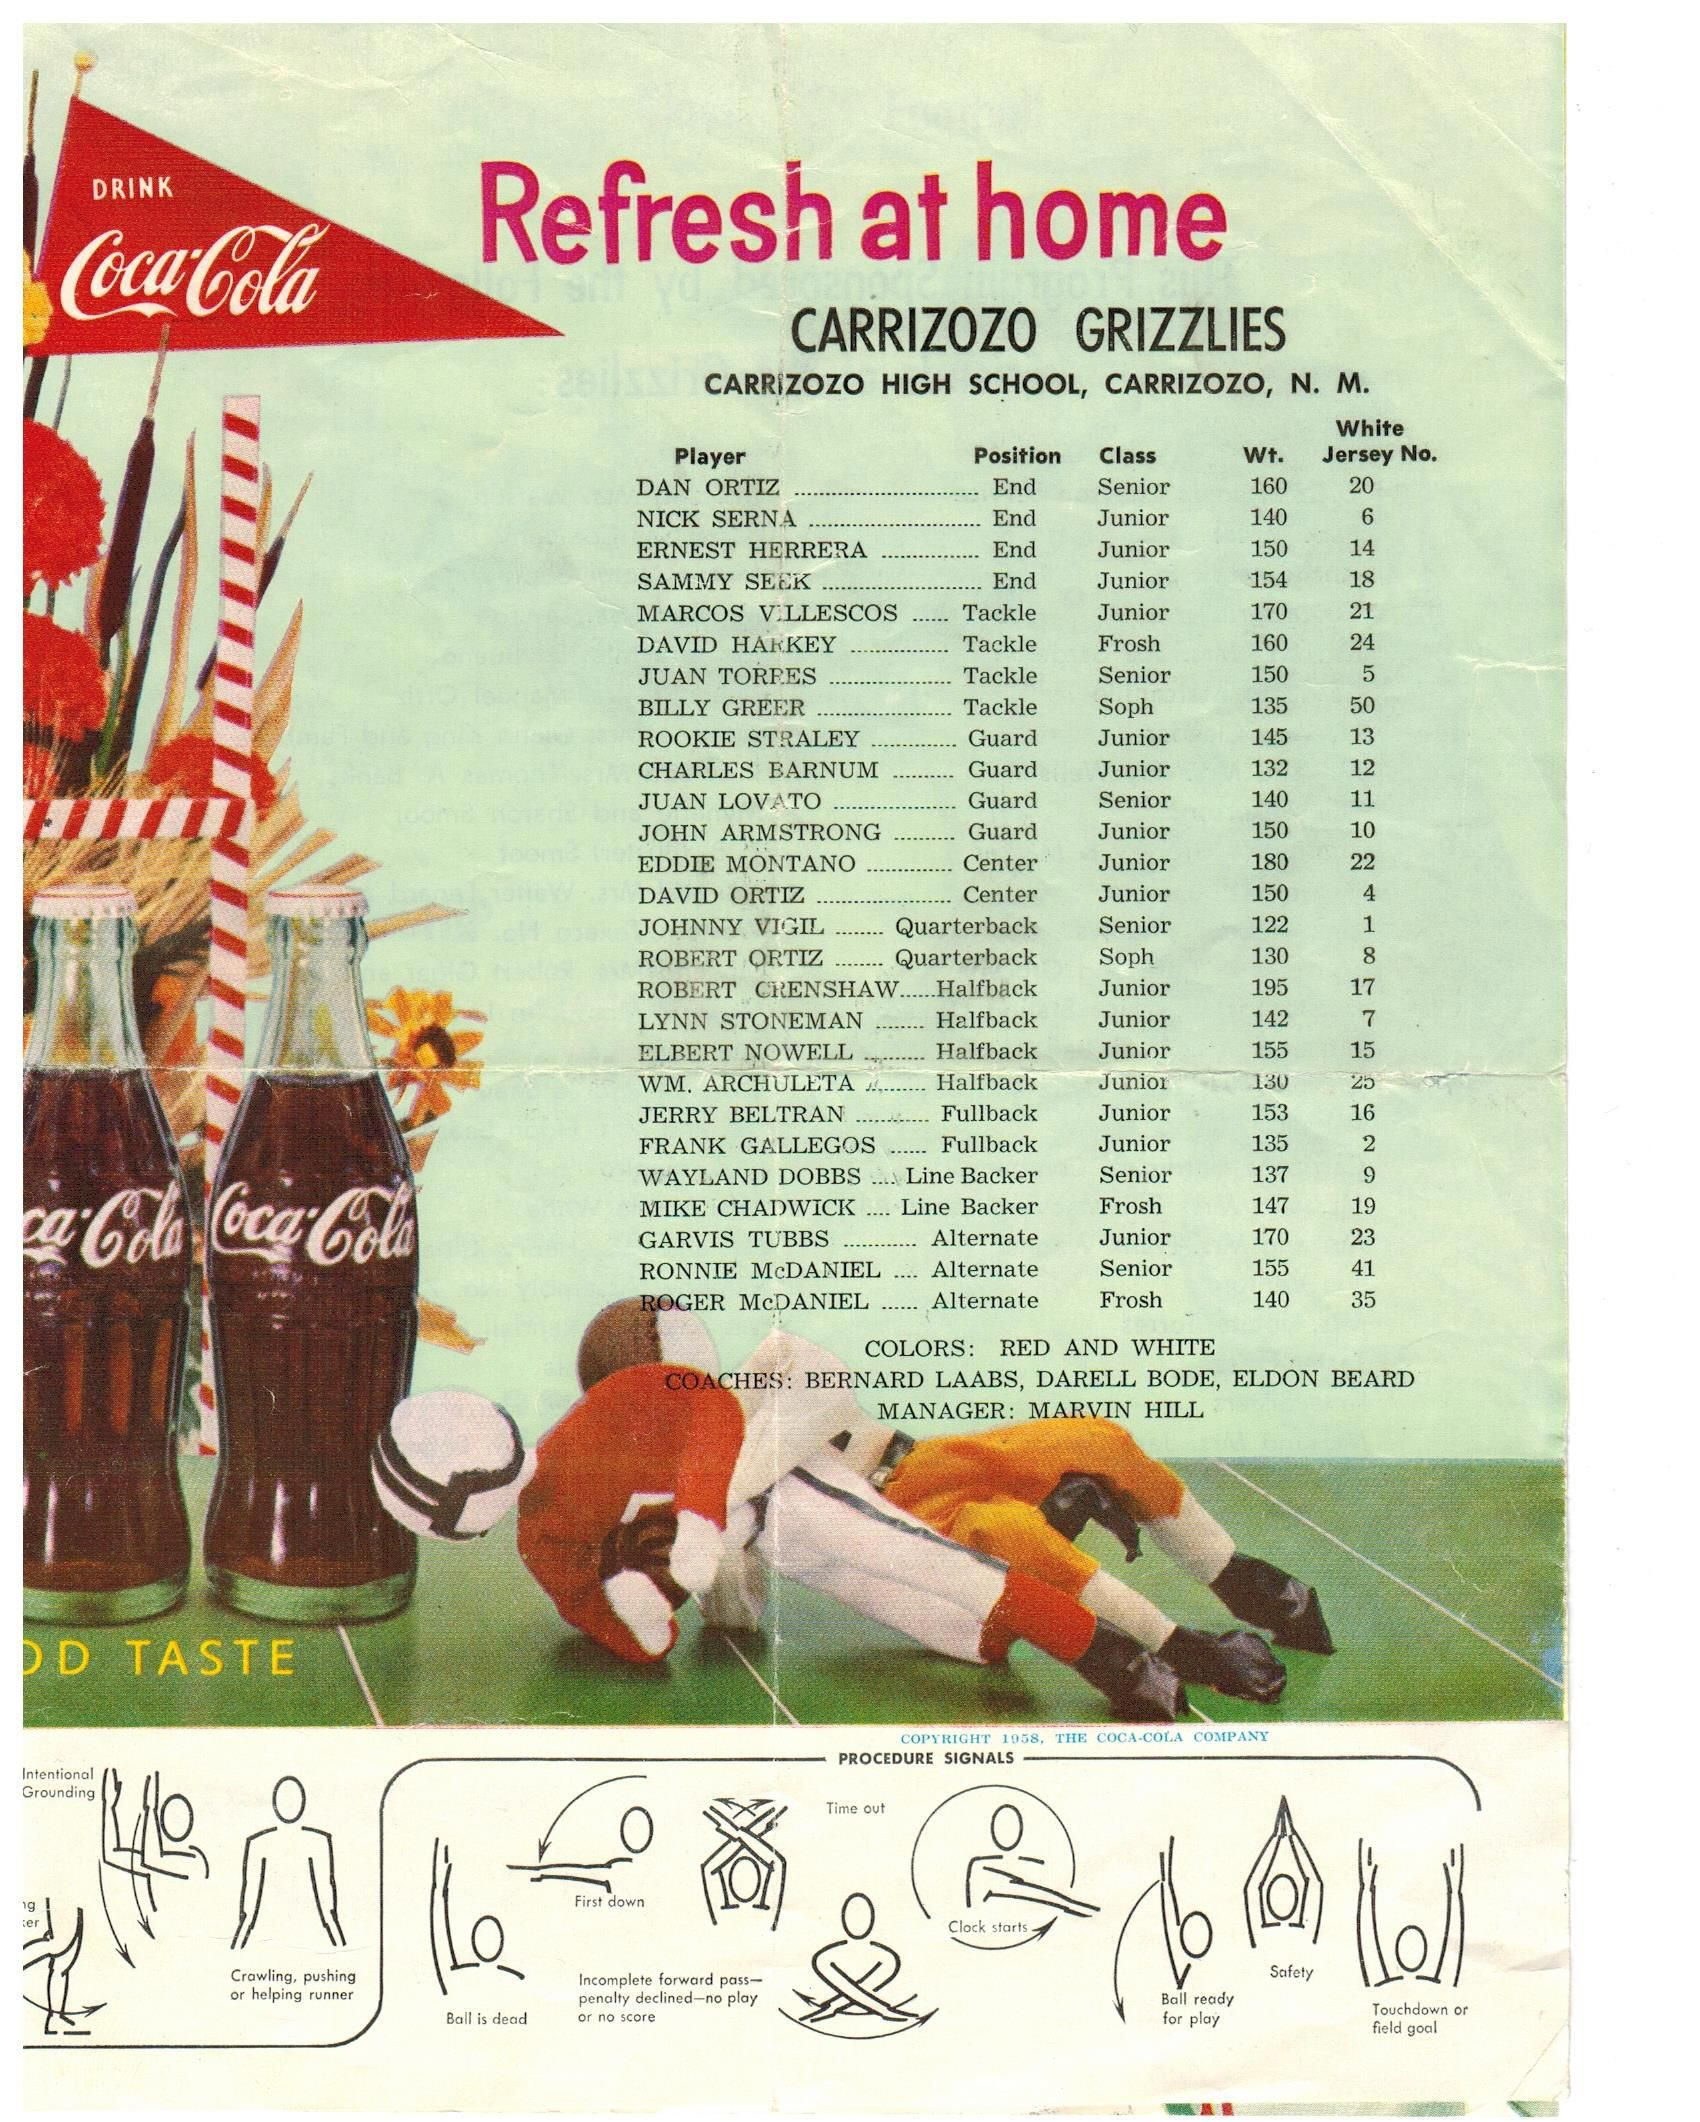 DRINK
Coca-Cola
Refresh at home
CARRIZOZO GRIZZLIES
CARRIZOZO HIGH SCHOOL, CARRIZOZO, N. M.
Player Position Class Wt. White Jersey No.
DAN ORTIZ ............................ End Senior 160 20
NICK SERNA .......................... End Junior 140 6
ERNEST HERRERA ............... End Junior 150 14
SAMMY SEEK ........................ End Junior 154 18
MARCOS VILLESCOS ...... Tackle Junior 170 21
DAVID HARKEY ............... Tackle Frosh 160 24
JUAN TORRES ................... Tackle Senior 150 5
BILLY GREER ..................... Tackle Soph 135 50
ROOKIE STRALEY .............. Guard Junior 145 13
CHARLES BARNUM .......... Guard Junior 132 12
JUAN LOVATO ................... Guard Senior 140 11
JOHN ARMSTRONG .......... Guard Junior 150 10
EDDIE MONTANO .............. Center Junior 180 22
DAVID ORTIZ ..................... Center Junior 150 4
JOHNNY VIGIL ........ Quarterback Senior 122 1
ROBERT ORTIZ ........ Quarterback Soph 130 8
ROBERT CRENSHAW......Halfback Junior 195 17
LYNN STONEMAN ........ Halfback Junior 142 7
ELBERT NOWELL .......... Halfback Junior 155 15
WM. ARCHULETA .......... Halfback Junior 130 25
JERRY BELTRAN ............ Fullback Junior 153 16
FRANK GALLEGOS ...... Fullback Junior 135 2
WAYLAND DOBBS .... Line Backer Senior 137 9
MIKE CHADWICK .... Line Backer Frosh 147 19
GARVIS TUBBS ............ Alternate Junior 170 23
RONNIE McDANIEL .... Alternate Senior 155 41
ROGER McDANIEL ...... Alternate Frosh 140 35
COLORS: RED AND WHITE
COACHES: BERNARD LAABS, DARELL BODE, ELDON BEARD
MANAGER: MARVIN HILL
ca-Cola
Coca-Cola
OD TASTE
COPYRIGHT 1958, THE COCA-COLA COMPANY
PROCEDURE SIGNALS
Intentional
Grounding
ng
ker
Crawling, pushing
or helping runner
Ball is dead
First down
Incomplete forward pass—
penalty declined—no play
or no score
Time out
Clock starts
Ball ready
for play
Safety
Touchdown or
field goal